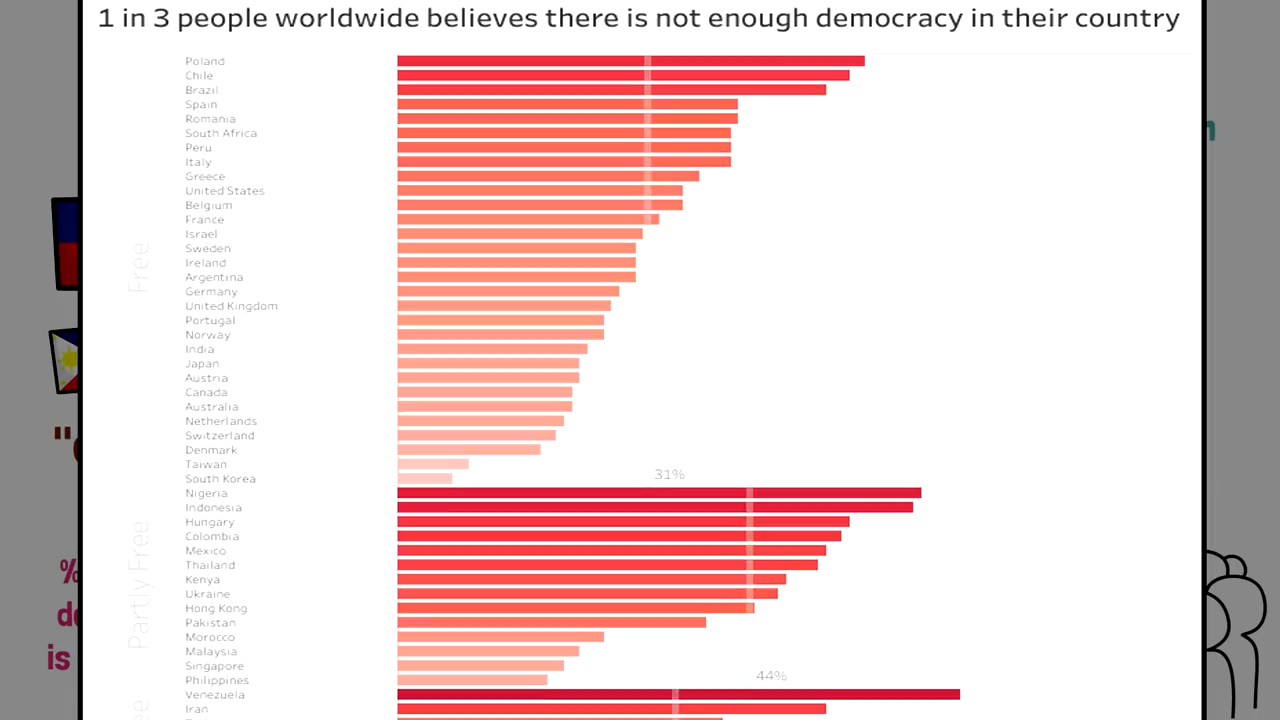 1 in 3 people worldwide believes there is not enough democracy in their country
Free
Poland
Chile
Brazil
Spain
Romania
South Africa
Peru
Italy
Greece
United States
Belgium
France
Israel
Sweden
Ireland
Argentina
Germany
United Kingdom
Portugal
Norway
India
Japan
Austria
Canada
Australia
Netherlands
Switzerland
Denmark
Taiwan
South Korea
31%
Partly Free
Nigeria
Indonesia
Hungary
Colombia
Mexico
Thailand
Kenya
Ukraine
Hong Kong
Pakistan
Morocco
Malaysia
Singapore
Philippines
44%
Venezuela
Iran
%
is